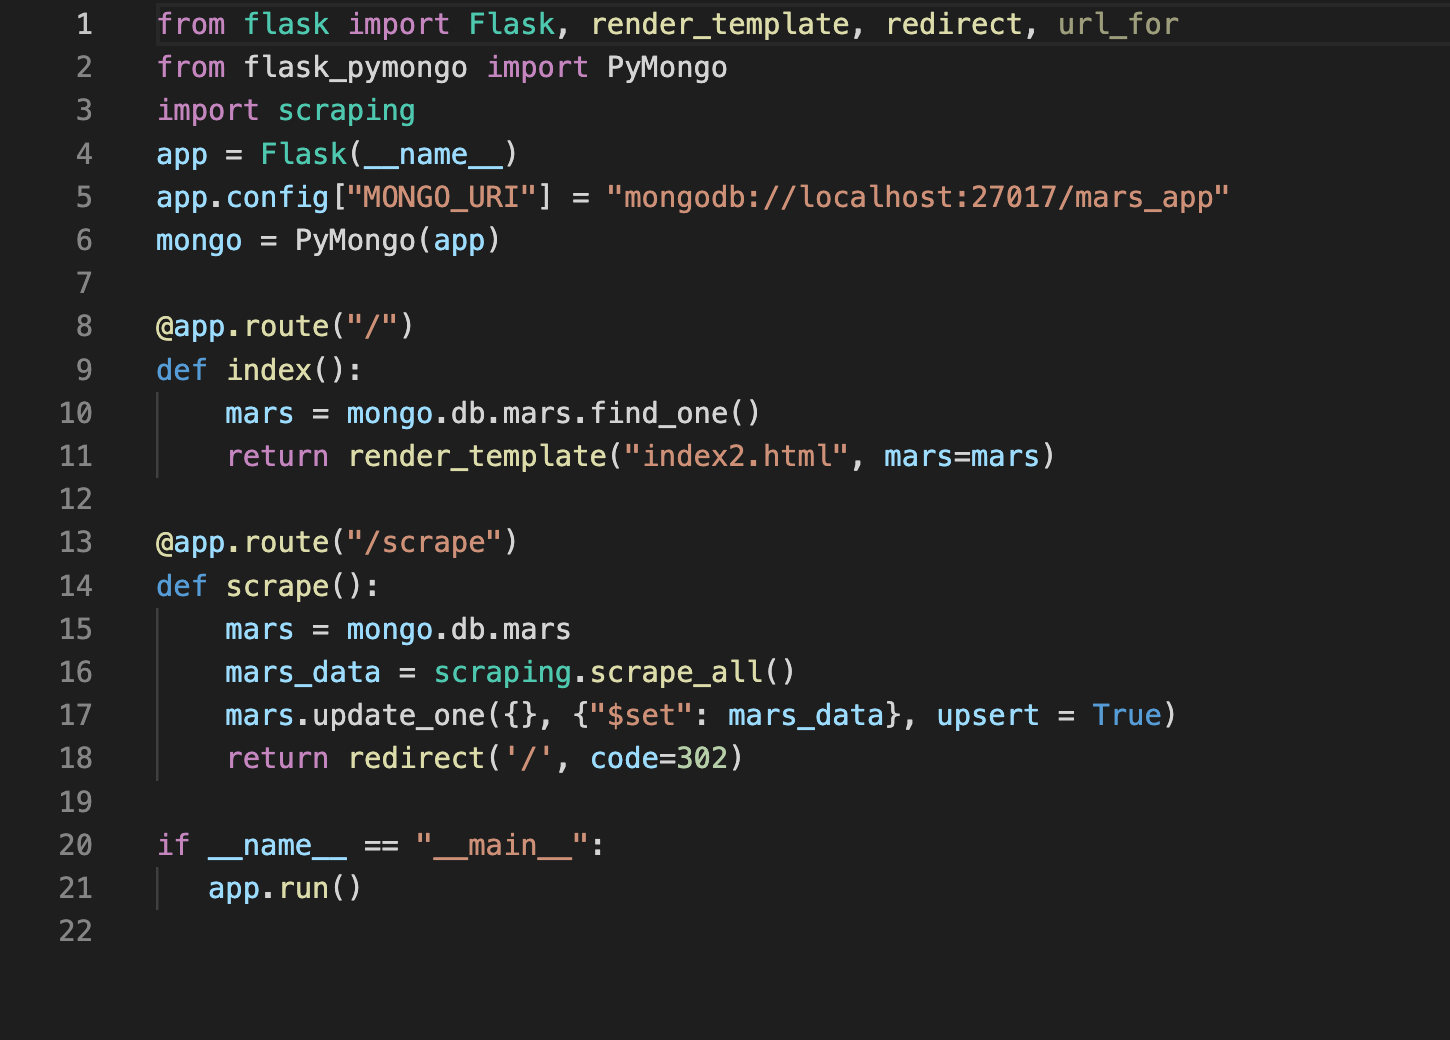 1 from flask import Flask, render_template, redirect, url_for
2 from flask_pymongo import PyMongo
3 import scraping
4 app = Flask(__name__)
5 app.config["MONGO_URI"] = "mongodb://localhost:27017/mars_app"
6 mongo = PyMongo(app)
7
8 @app.route("/")
9 def index():
10     mars = mongo.db.mars.find_one()
11     return render_template("index2.html", mars=mars)
12
13 @app.route("/scrape")
14 def scrape():
15     mars = mongo.db.mars
16     mars_data = scraping.scrape_all()
17     mars.update_one({}, {"$set": mars_data}, upsert = True)
18     return redirect('/', code=302)
19
20 if __name__ == "__main__":
21    app.run()
22